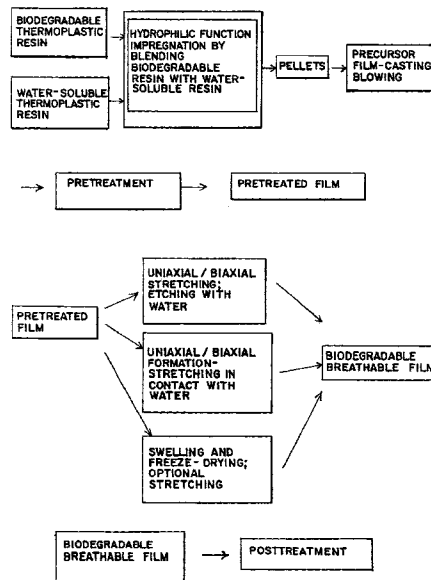 BIODEGRADABLE
THERMOPLASTIC
RESIN
WATER-SOLUBLE
THERMOPLASTIC
RESIN
HYDROPHILIC FUNCTION
IMPREGNATION BY
BLENDING
BIODEGRADABLE
RESIN WITH WATER-
SOLUBLE RESIN
PELLETS
PRECURSOR
FILM-CASTING
BLOWING
PRETREATMENT
PRETREATED FILM
PRETREATED
FILM
UNIAXIAL / BIAXIAL
STRETCHING;
ETCHING WITH
WATER
UNIAXIAL / BIAXIAL
FORMATION-
STRETCHING IN
CONTACT WITH
WATER
SWELLING AND
FREEZE-DRYING;
OPTIONAL
STRETCHING
BIODEGRADABLE
BREATHABLE FILM
BIODEGRADABLE
BREATHABLE FILM
POSTTREATMENT